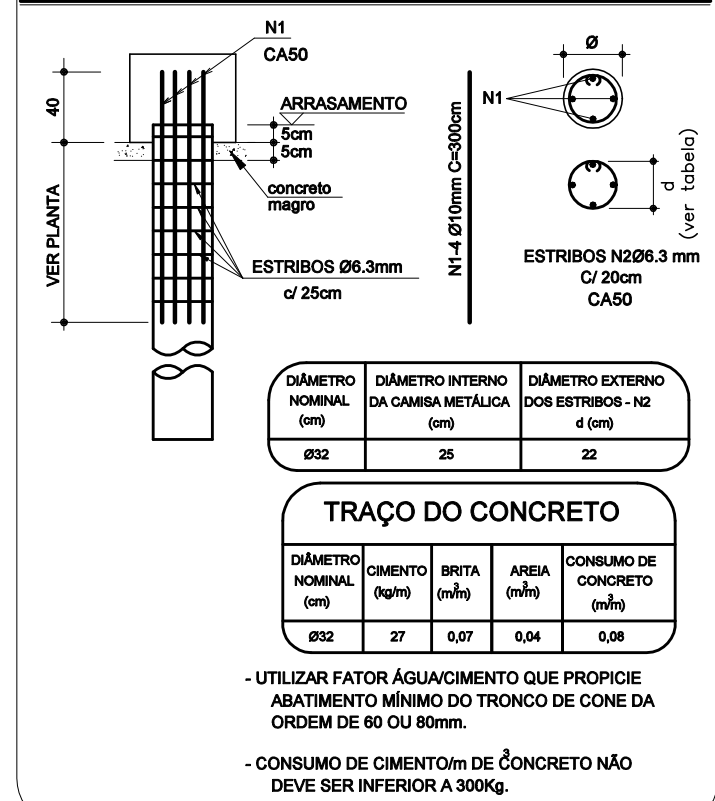 N1
CA50
40
ARRASAMENTO
5cm
5cm
concreto
magro
VER PLANTA
ESTRIBOS Ø6.3mm
c/ 25cm
N1-4 Ø10mm C=300cm
Ø
N1
d
(ver tabela)
ESTRIBOS N2Ø6.3 mm
C/ 20cm
CA50
DIÂMETRO NOMINAL (cm)
DIÂMETRO INTERNO DA CAMISA METÁLICA (cm)
DIÂMETRO EXTERNO DOS ESTRIBOS - N2 d (cm)
Ø32 25 22
TRAÇO DO CONCRETO
DIÂMETRO NOMINAL (cm)
CIMENTO (kg/m)
BRITA (m³/m)
AREIA (m³/m)
CONSUMO DE CONCRETO (m³/m)
Ø32 27 0,07 0,04 0,08
- UTILIZAR FATOR ÁGUA/CIMENTO QUE PROPICIE
ABATIMENTO MÍNIMO DO TRONCO DE CONE DA
ORDEM DE 60 OU 80mm.
- CONSUMO DE CIMENTO/m³ DE CONCRETO NÃO
DEVE SER INFERIOR A 300Kg.